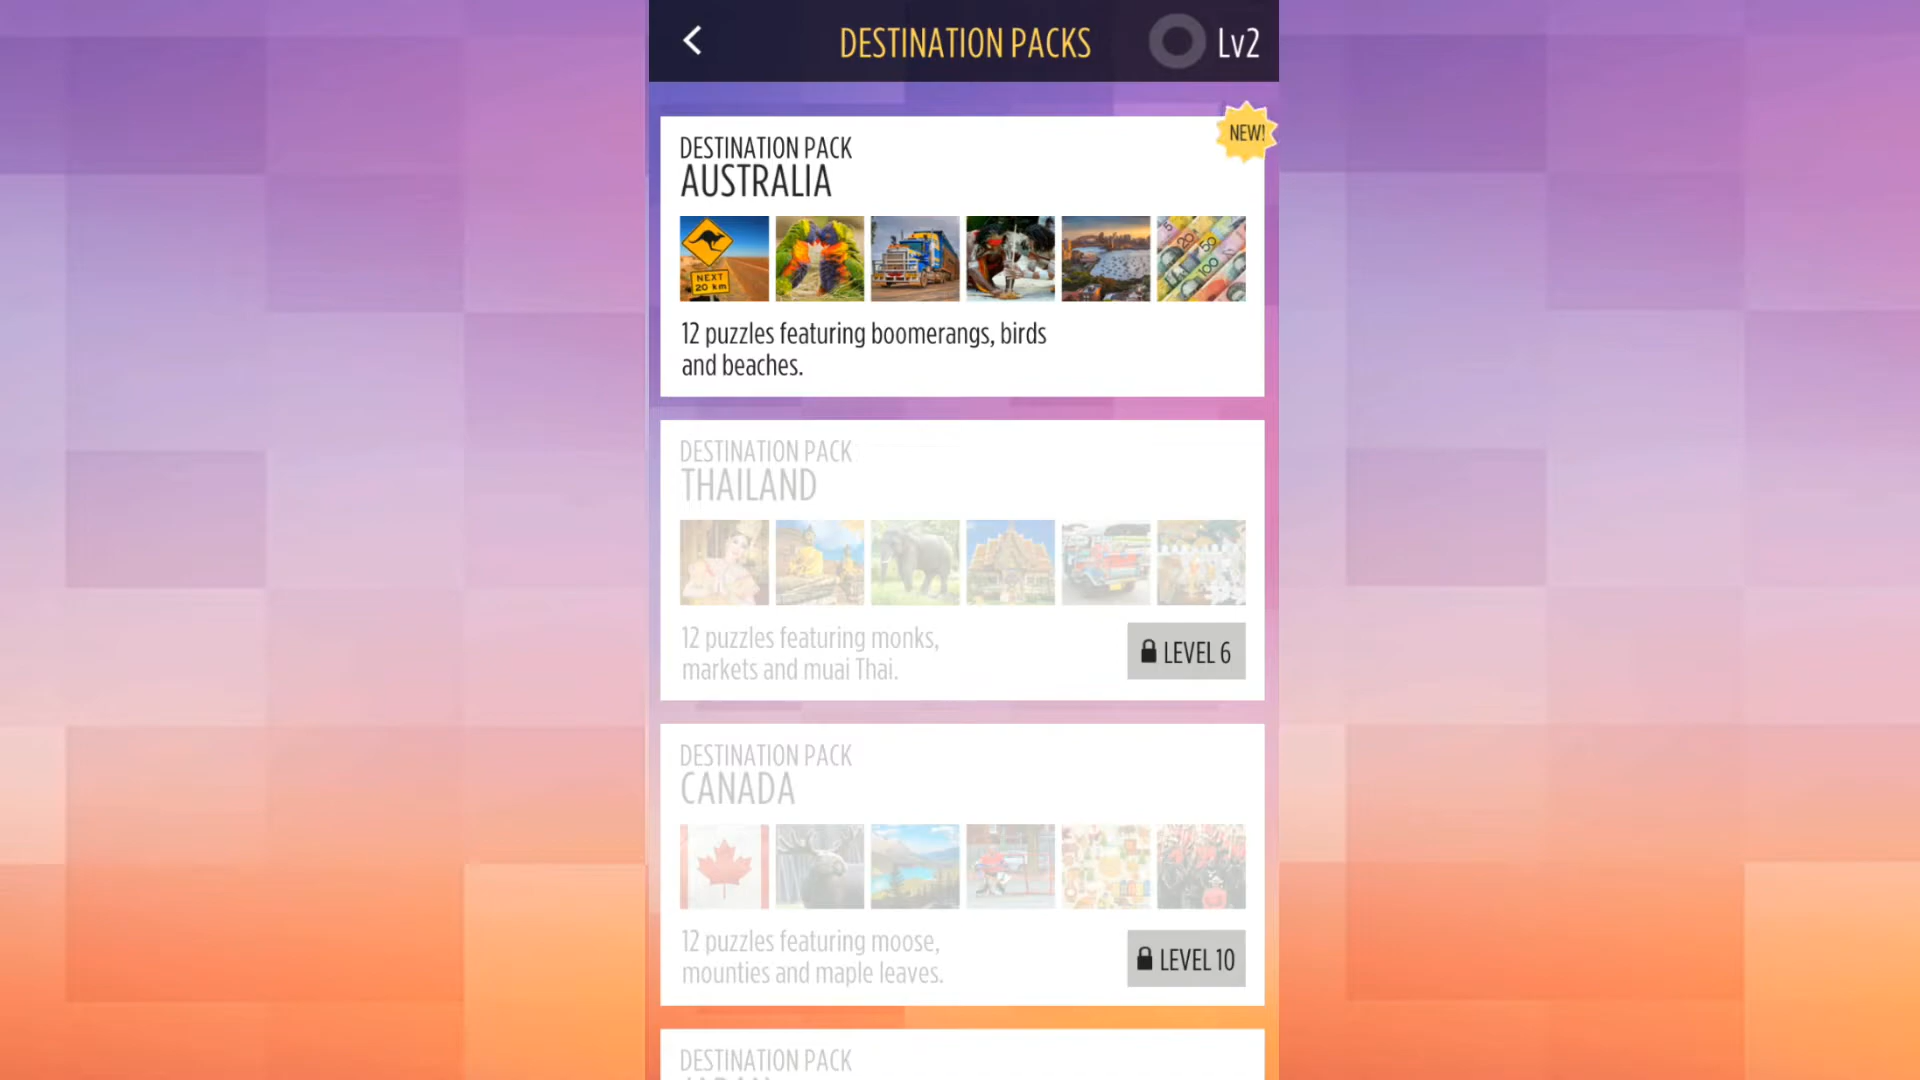 DESTINATION PACKS
Lv2
NEW!
DESTINATION PACK
AUSTRALIA
NEXT
20 km
12 puzzles featuring boomerangs, birds
and beaches.
DESTINATION PACK
THAILAND
12 puzzles featuring monks,
markets and muai Thai.
LEVEL 6
DESTINATION PACK
CANADA
12 puzzles featuring moose,
mounties and maple leaves.
LEVEL 10
DESTINATION PACK